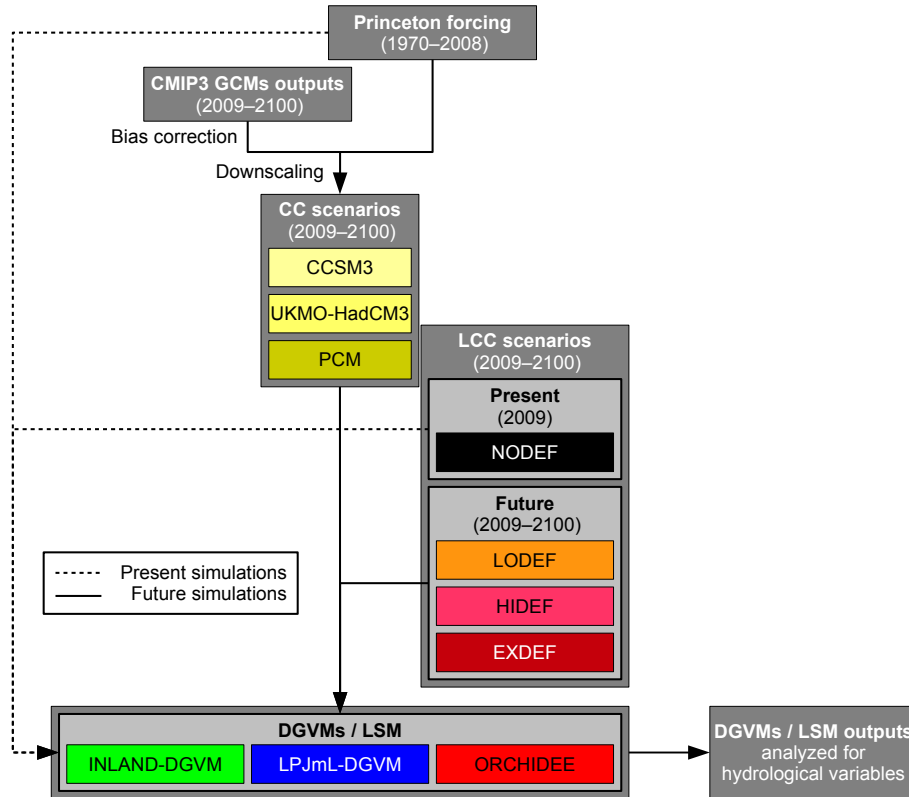 Princeton forcing
(1970–2008)
CMIP3 GCMs outputs
(2009–2100)
Bias correction
Downscaling
CC scenarios
(2009–2100)
CCSM3
UKMO-HadCM3
PCM
LCC scenarios
(2009–2100)
Present
(2009)
NODEF
Future
(2009–2100)
LODEF
HIDEF
EXDEF
Present simulations
Future simulations
DGVMs / LSM
INLAND-DGVM
LPJmL-DGVM
ORCHIDEE
DGVMs / LSM outputs
analyzed for
hydrological variables